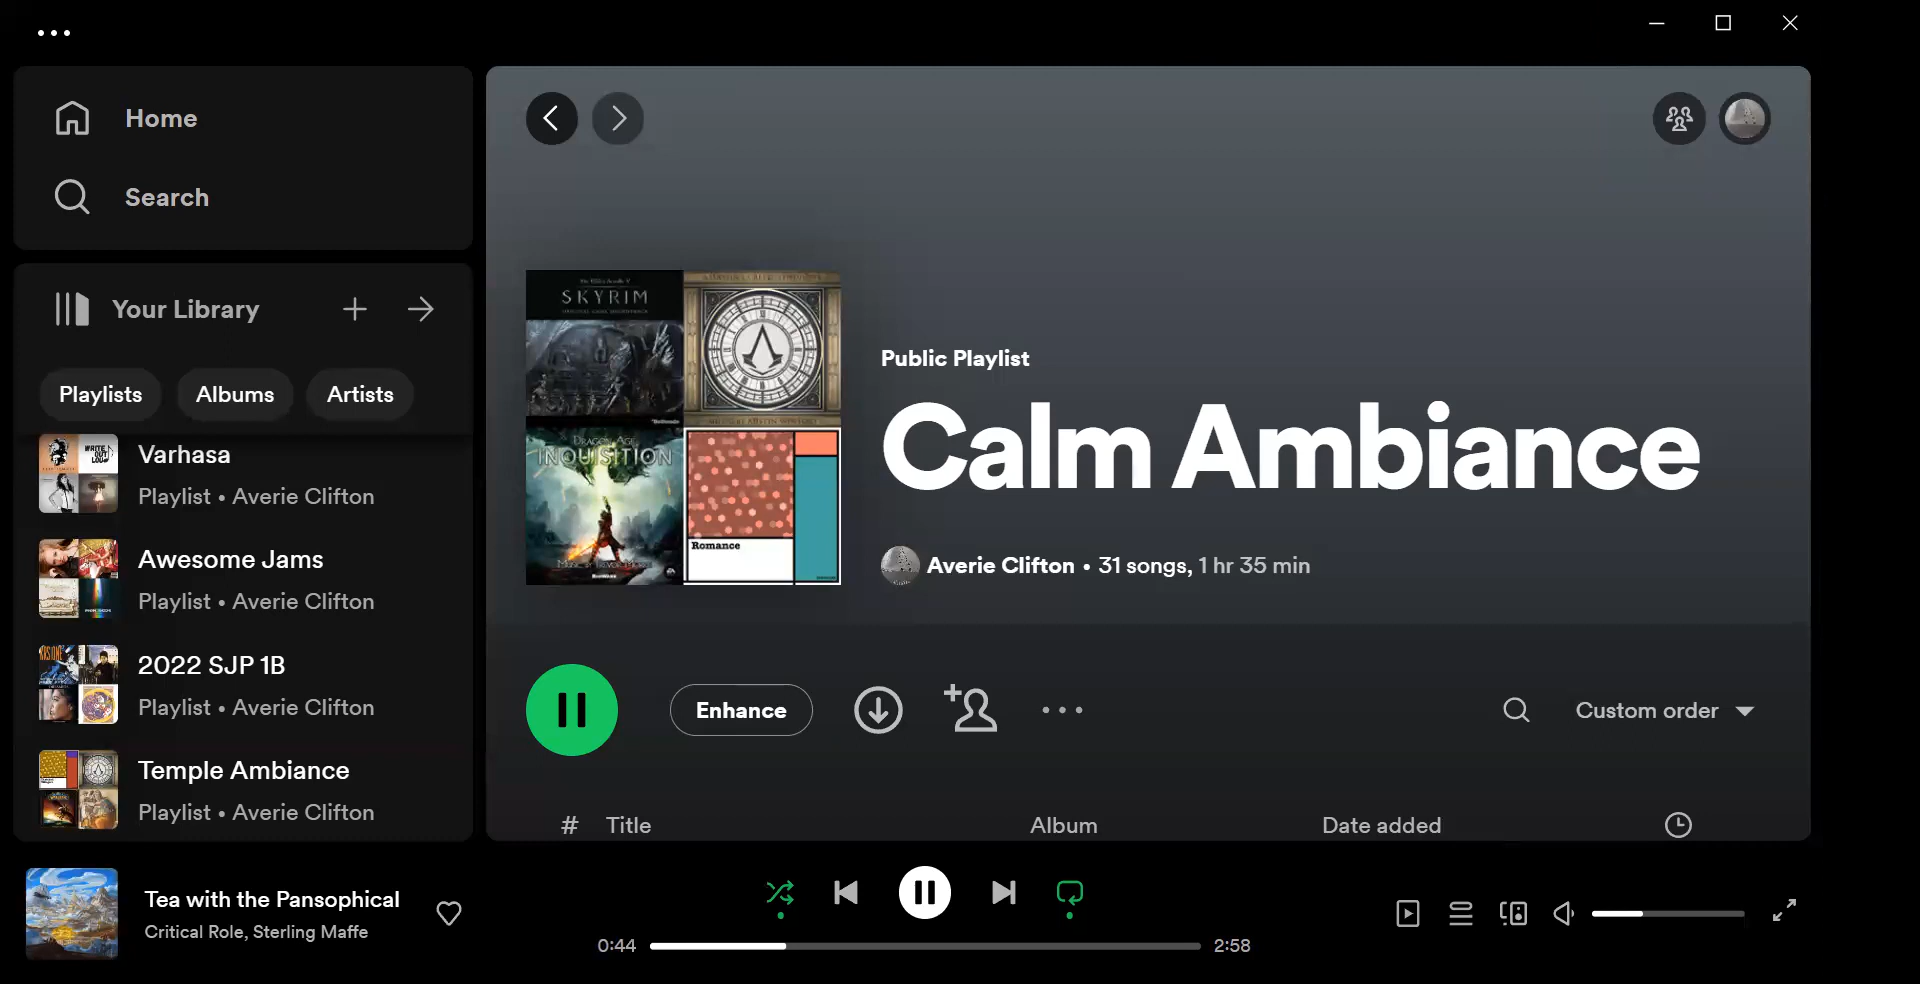 Home
Search
Your Library
Playlists
Albums
Artists
Varhasa
Playlist • Averie Clifton
Awesome Jams
Playlist • Averie Clifton
2022 SJP 1B
Playlist • Averie Clifton
Temple Ambiance
Playlist • Averie Clifton
SKYRIM
DRAGON AGE
INQUISITION
Romance
Public Playlist
Calm Ambiance
Averie Clifton • 31 songs, 1 hr 35 min
Enhance
Custom order
# Title Album Date added
Tea with the Pansophical
Critical Role, Sterling Maffe
0:44
2:58